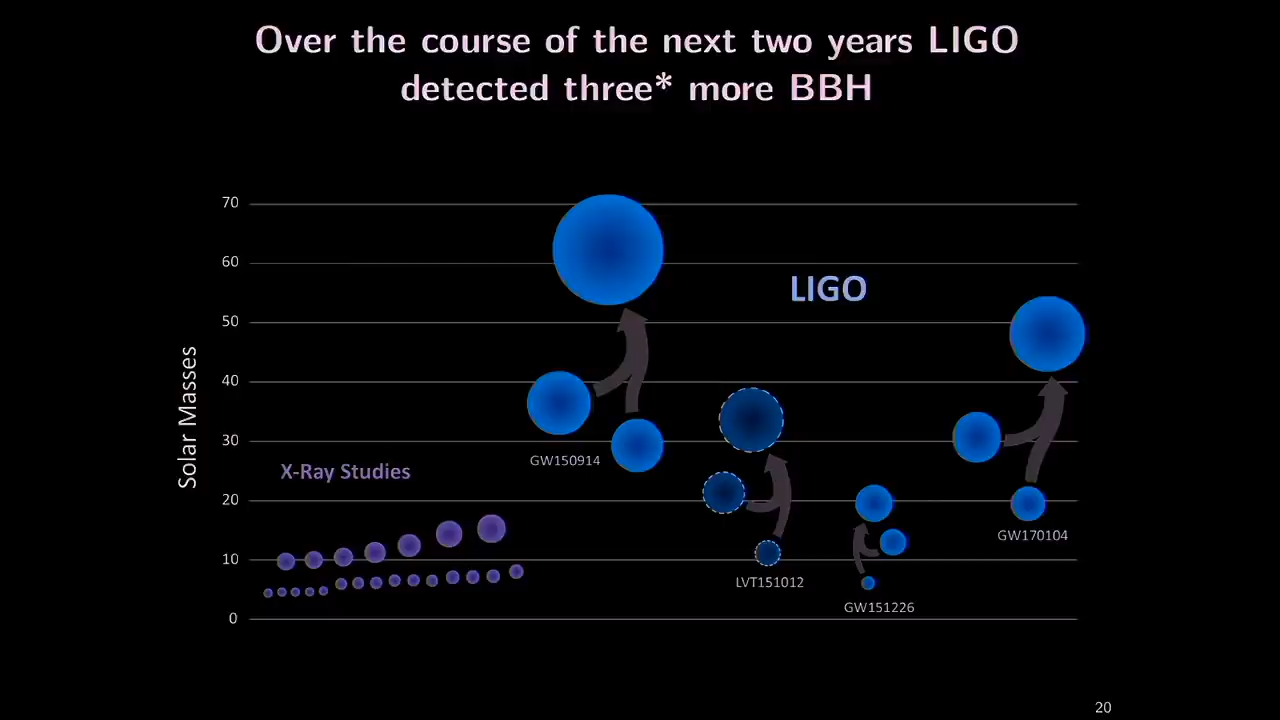 Over the course of the next two years LIGO
detected three* more BBH
70
60
50
40
30
20
10
0
Solar Masses
LIGO
X-Ray Studies
GW150914
LVT151012
GW151226
GW170104
20